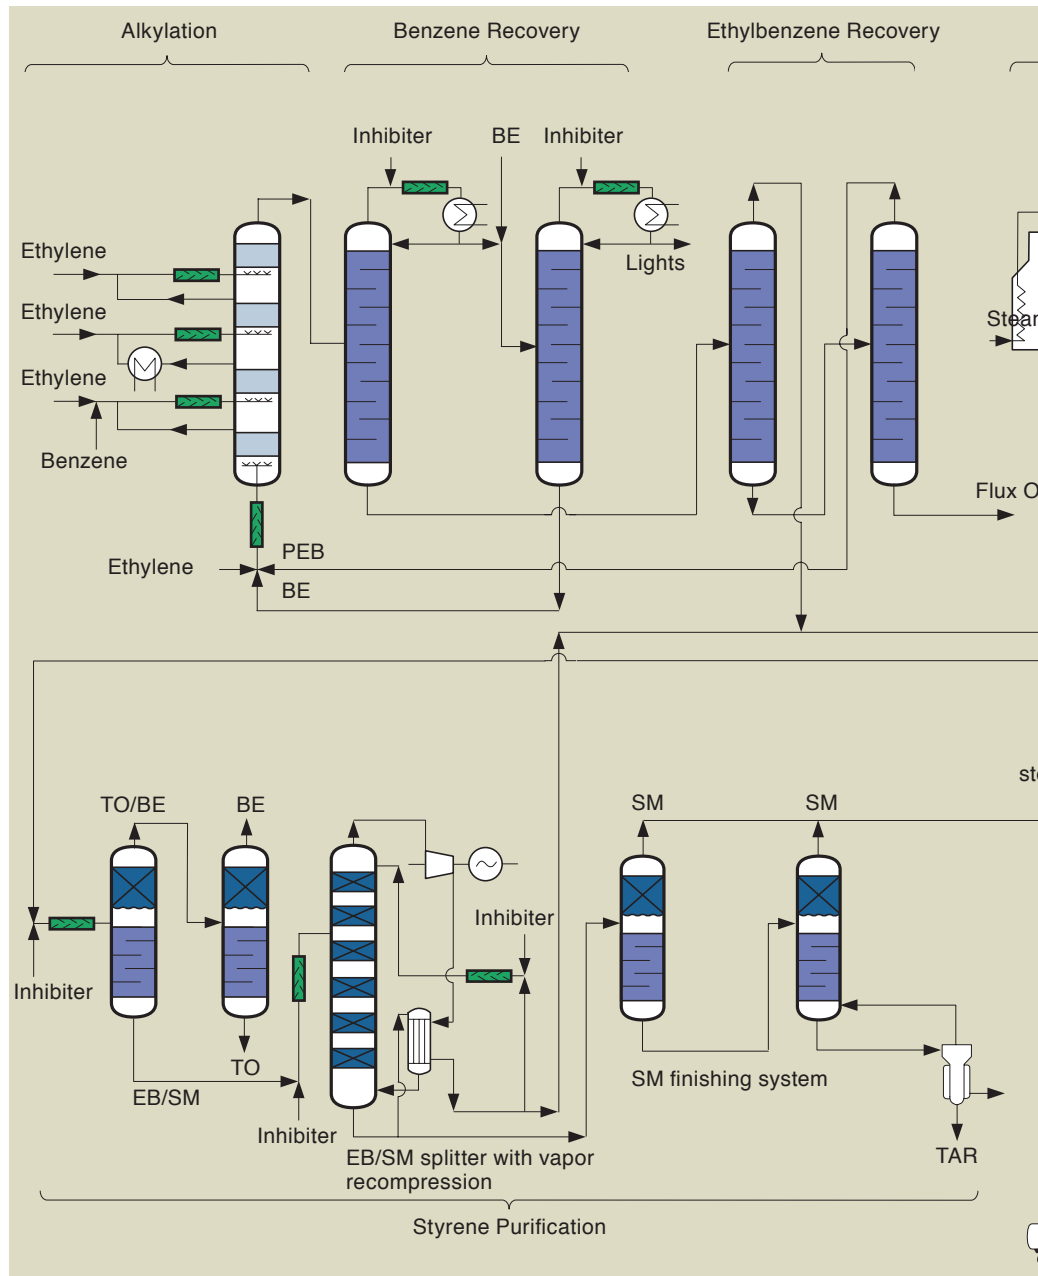 Alkylation
Benzene Recovery
Ethylbenzene Recovery
Inhibiter
BE
Inhibiter
Ethylene
Lights
Ethylene
Ethylene
Benzene
Flux O
PEB
Ethylene
BE
TO/BE
BE
SM
SM
Inhibiter
Inhibiter
TO
EB/SM
SM finishing system
Inhibiter
EB/SM splitter with vapor
recompression
TAR
Styrene Purification